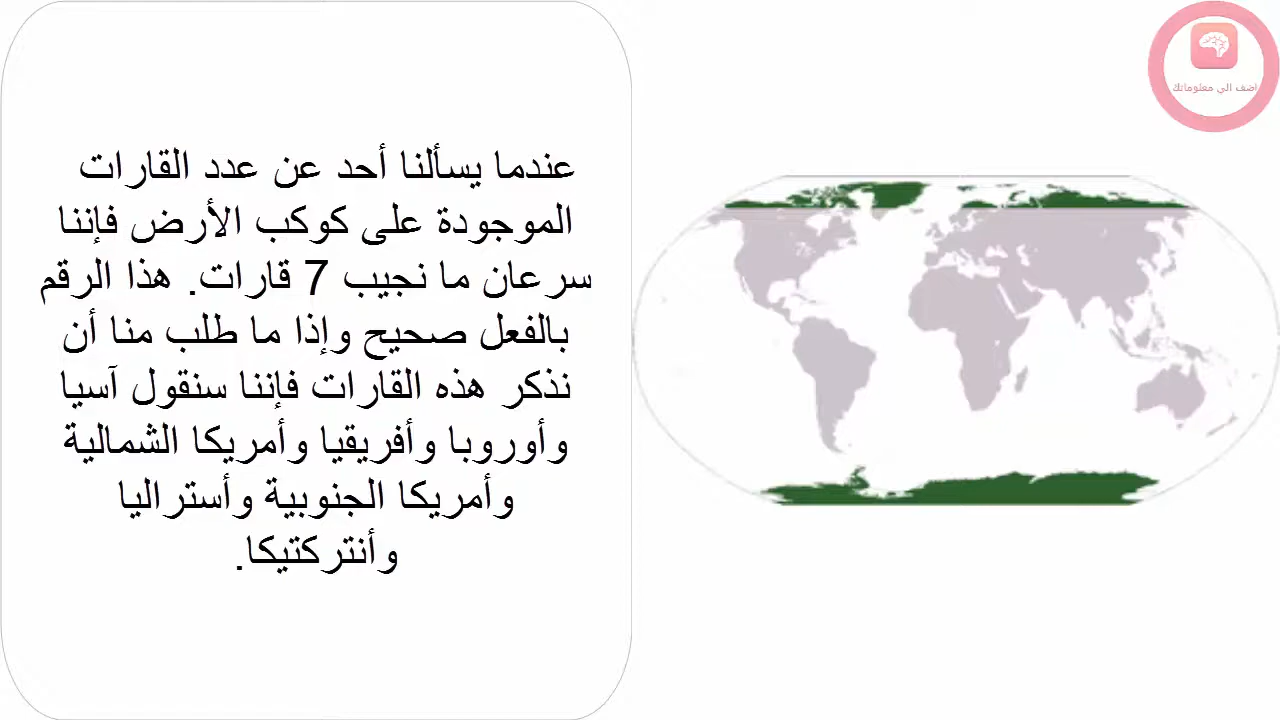 اضف الي معلوماتك
عندما يسألنا أحد عن عدد القارات
الموجودة على كوكب الأرض فإننا
سرعان ما نجيب 7 قارات. هذا الرقم
بالفعل صحيح وإذا ما طلب منا أن
نذكر هذه القارات فإننا سنقول آسيا
وأوروبا وأفريقيا وأمريكا الشمالية
وأمريكا الجنوبية وأستراليا
وأنتركتيكا.